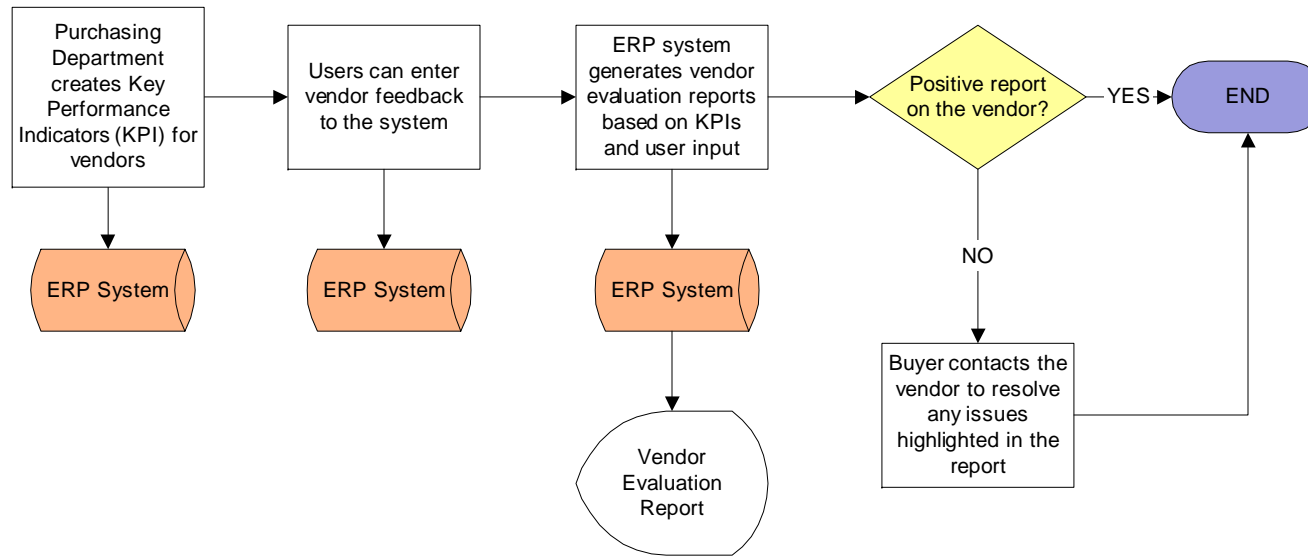 Purchasing
Department
creates Key
Performance
Indicators (KPI) for
vendors
Users can enter
vendor feedback
to the system
ERP system
generates vendor
evaluation reports
based on KPIs
and user input
Positive report
on the vendor?
YES
END
ERP System
ERP System
ERP System
NO
Buyer contacts the
vendor to resolve
any issues
highlighted in the
report
Vendor
Evaluation
Report